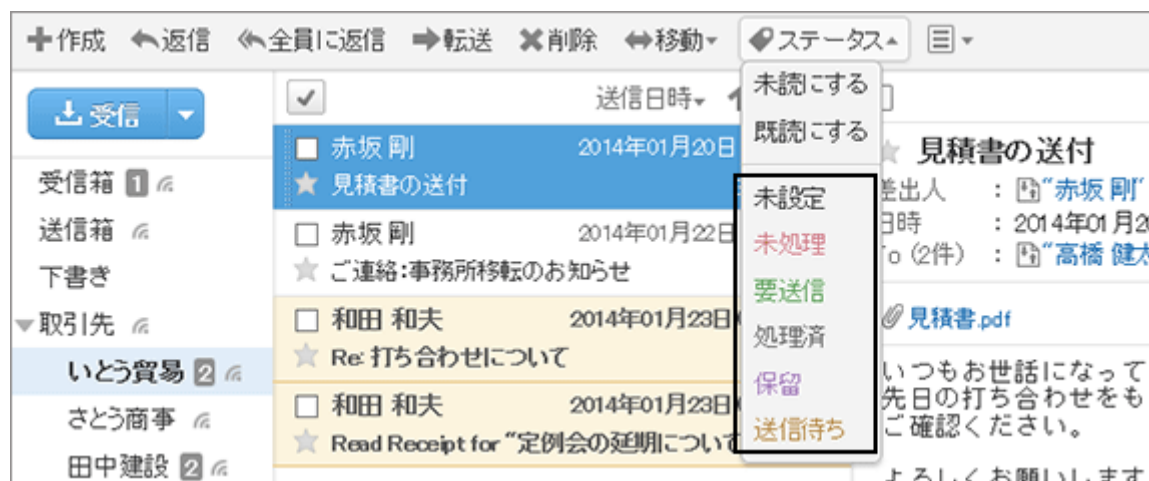 作成 返信 全員に返信 転送 削除 移動 ステータス
受信
受信箱 1
送信箱
下書き
取引先
いとう貿易 2
さとう商事
田中建設 2
送信日時
赤坂 剛 2014年01月20日
見積書の送付
赤坂 剛 2014年01月22日
ご連絡:事務所移転のお知らせ
和田 和夫 2014年01月23日
Re: 打ち合わせについて
和田 和夫 2014年01月23日
Read Receipt for “定例会の延期について
未読にする
既読にする
未設定
未処理
要送信
処理済
保留
送信待ち
見積書の送付
差出人 : “赤坂 剛”
日時 : 2014年01月
To (2件) : “高橋 健太
見積書.pdf
いつもお世話になって
先日の打ち合わせをも
ご確認ください。
よろしくお願いします